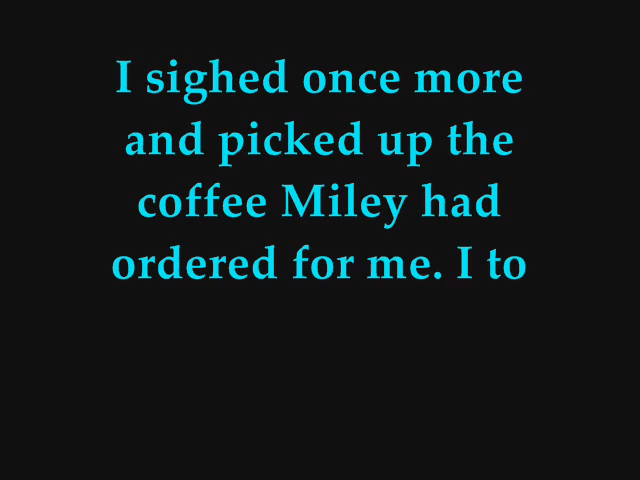 I sighed once more
and picked up the
coffee Miley had
ordered for me. I to